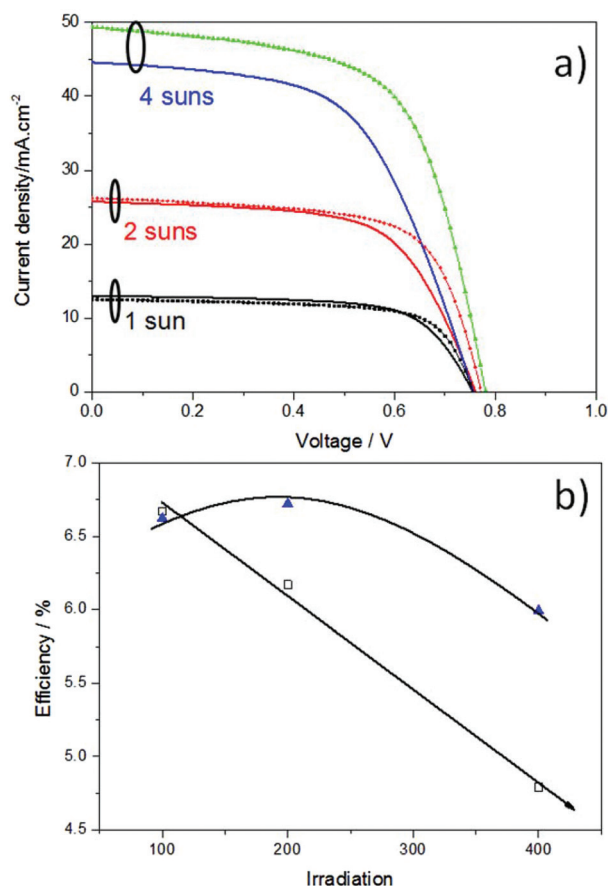 a)
50
40
30
20
10
0
4 suns
2 suns
1 sun
Current density/mA.cm-2
0.0 0.2 0.4 0.6 0.8 1.0
Voltage / V
b)
7.0
6.5
6.0
5.5
5.0
4.5
Efficiency / %
100 200 300 400
Irradiation